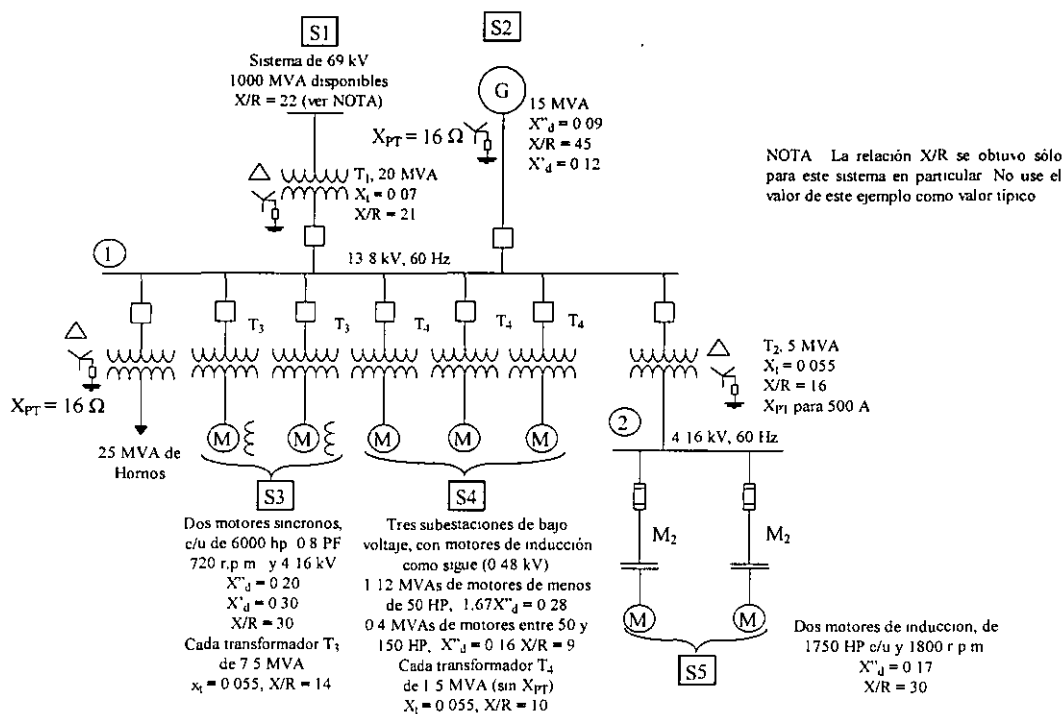 S1
Sistema de 69 kV
1000 MVA disponibles
X/R = 22 (ver NOTA)
S2
G
15 MVA
X"d = 0 09
X/R = 45
X'd = 0 12
XPT = 16 Ω
NOTA La relación X/R se obtuvo sólo
para este sistema en particular No use el
valor de este ejemplo como valor típico
T1, 20 MVA
Xt = 0 07
X/R = 21
1
13 8 kV, 60 Hz
T3
T3
T4
T4
T4
T2, 5 MVA
Xt = 0 055
X/R = 16
XPT para 500 A
XPT = 16 Ω
25 MVA de
Hornos
M
M
M
M
M
2
4 16 kV, 60 Hz
S3
Dos motores sincronos,
c/u de 6000 hp 0 8 PF
720 r.p m y 4 16 kV
X"d = 0 20
X'd = 0 30
X/R = 30
Cada transformador T3
de 7 5 MVA
xt = 0 055, X/R = 14
S4
Tres subestaciones de bajo
voltaje, con motores de inducción
como sigue (0 48 kV)
1 12 MVAs de motores de menos
de 50 HP, 1.67X"d = 0 28
0 4 MVAs de motores entre 50 y
150 HP, X"d = 0 16 X/R = 9
Cada transformador T4
de 1 5 MVA (sin XPT)
Xt = 0 055, X/R = 10
M2
M2
M
M
S5
Dos motores de inducción, de
1750 HP c/u y 1800 r p m
X"d = 0 17
X/R = 30